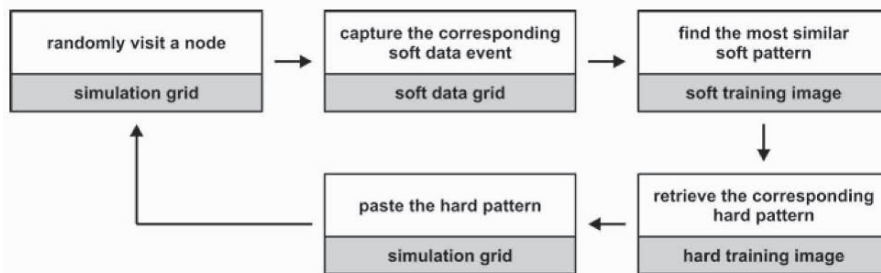 randomly visit a node
simulation grid
capture the corresponding
soft data event
soft data grid
find the most similar
soft pattern
soft training image
retrieve the corresponding
hard pattern
hard training image
paste the hard pattern
simulation grid